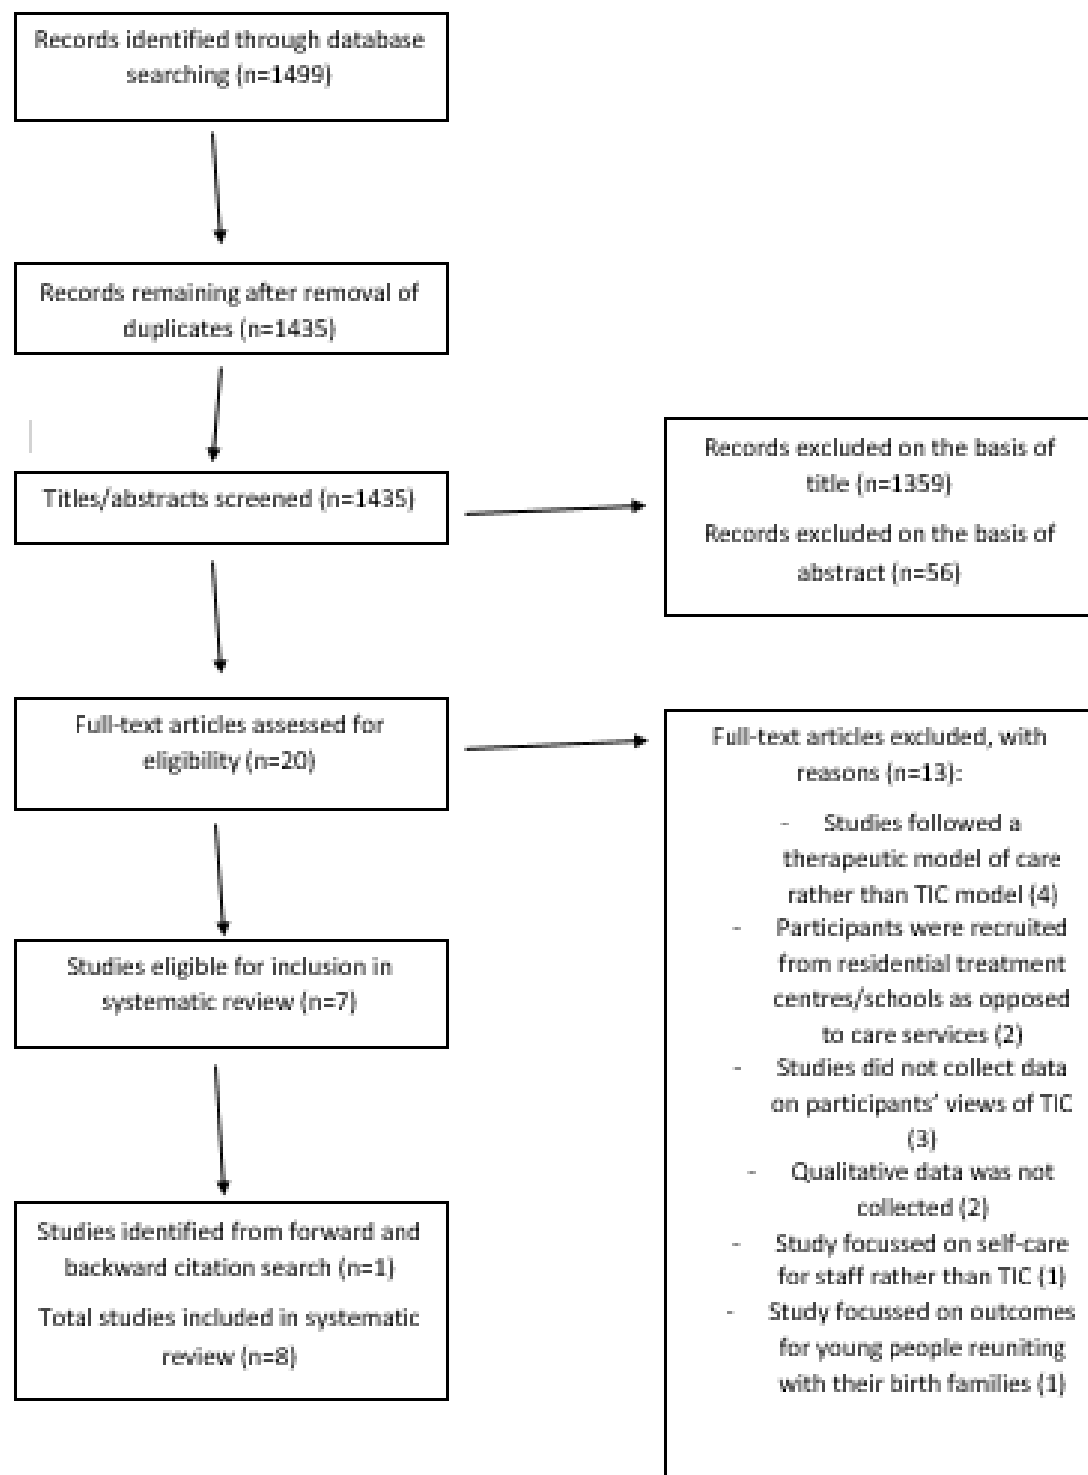 Records identified through database
searching (n=1499)
Records remaining after removal of
duplicates (n=1435)
Titles/abstracts screened (n=1435)
Records excluded on the basis of
title (n=1359)
Records excluded on the basis of
abstract (n=56)
Full-text articles assessed for
eligibility (n=20)
Full-text articles excluded, with
reasons (n=13):
- Studies followed a
therapeutic model of care
rather than TIC model (4)
- Participants were recruited
from residential treatment
centres/schools as opposed
to care services (2)
- Studies did not collect data
on participants' views of TIC
(3)
- Qualitative data was not
collected (2)
- Study focussed on self-care
for staff rather than TIC (1)
- Study focussed on outcomes
for young people reuniting
with their birth families (1)
Studies eligible for inclusion in
systematic review (n=7)
Studies identified from forward and
backward citation search (n=1)
Total studies included in systematic
review (n=8)